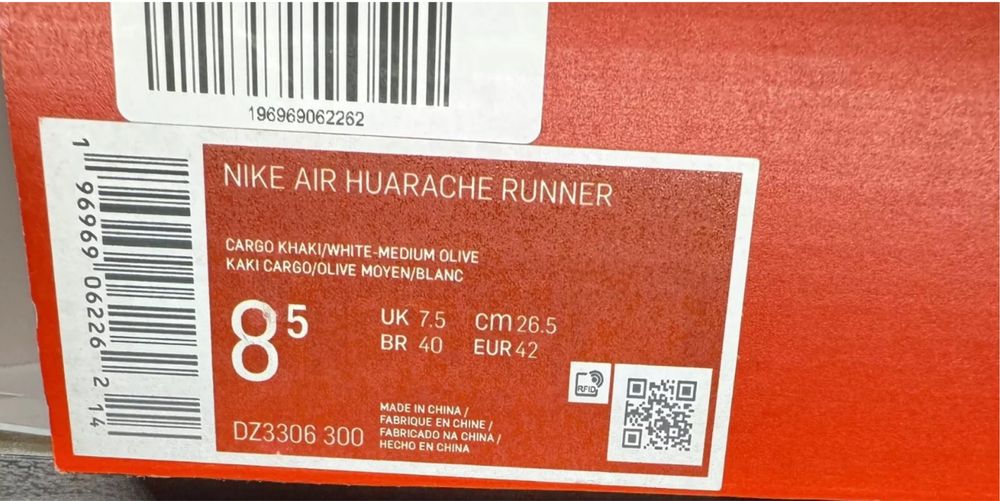 196969062262
1 96969 06226 2 14
NIKE AIR HUARACHE RUNNER
CARGO KHAKI/WHITE-MEDIUM OLIVE
KAKI CARGO/OLIVE MOYEN/BLANC
8 5
UK 7.5 cm 26.5
BR 40 EUR 42
RFID
MADE IN CHINA /
FABRIQUE EN CHINE /
FABRICADO NA CHINA /
HECHO EN CHINA
DZ3306 300